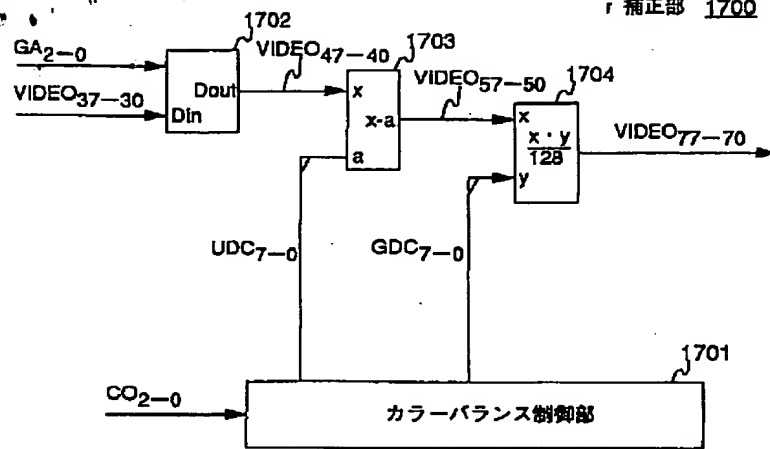 r 補正部 1700
1702
GA2-0
VIDEO47-40
1703
VIDEO37-30
Dout
Din
x
x-a
a
VIDEO57-50
1704
x
x・y
128
y
VIDEO77-70
UDC7-0
GDC7-0
1701
CO2-0
カラーバランス制御部